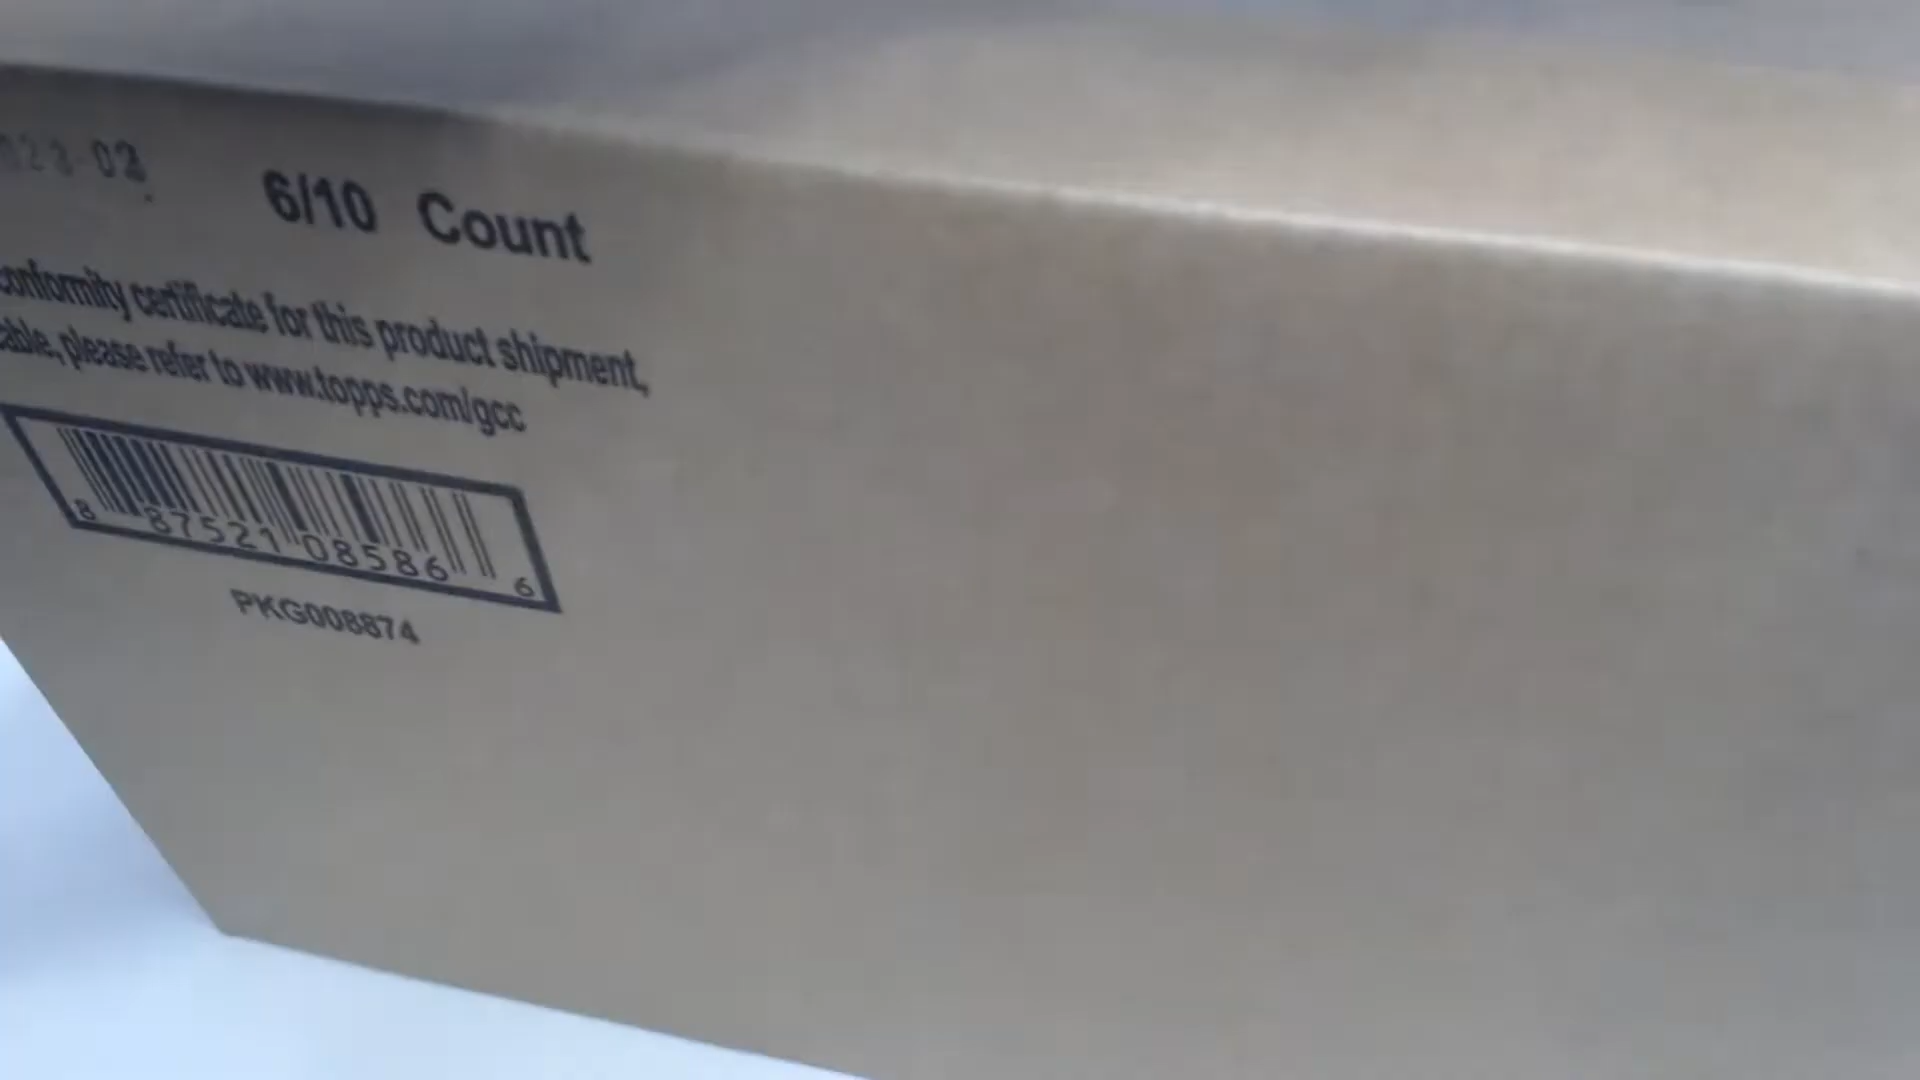 6/10 Count
conformity certificate for this product shipment,
please refer to www.topps.com/gcc
8 87521 08586 6
PKG008874